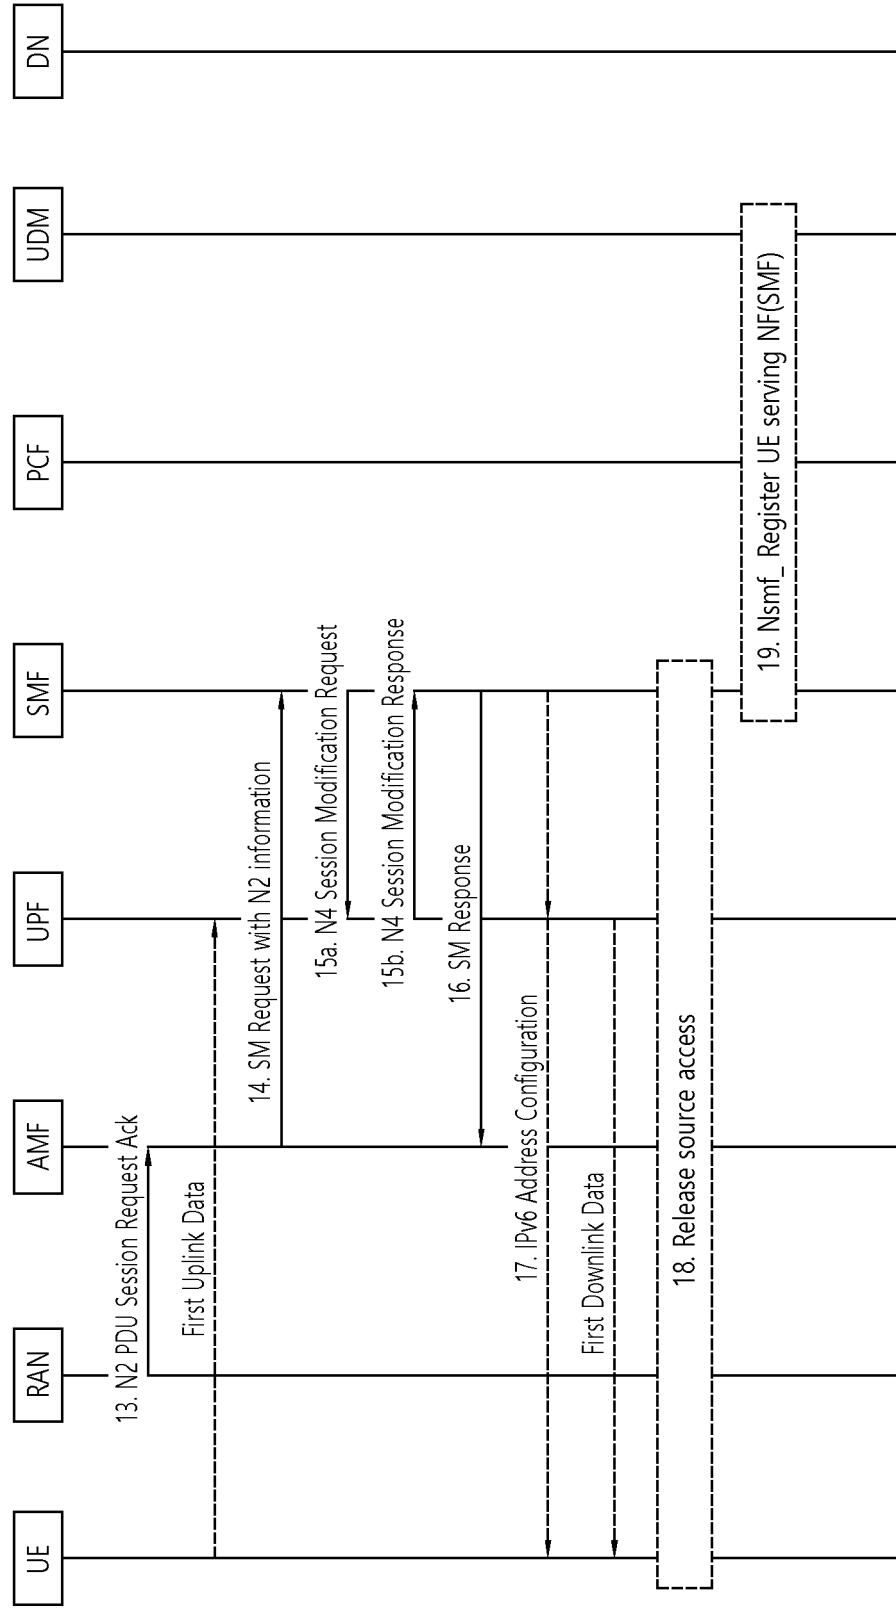 UE
RAN
AMF
UPF
SMF
PCF
UDM
DN
13. N2 PDU Session Request Ack
First Uplink Data
14. SM Request with N2 information
15a. N4 Session Modification Request
15b. N4 Session Modification Response
16. SM Response
17. IPv6 Address Configuration
First Downlink Data
18. Release source access
19. Nsmf_ Register UE serving NF(SMF)